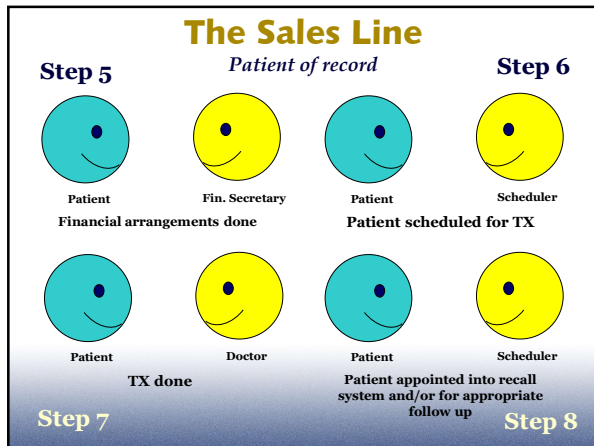 The Sales Line
Step 5
Patient of record
Step 6
Patient
Fin. Secretary
Patient
Scheduler
Financial arrangements done
Patient scheduled for TX
Patient
Doctor
Patient
Scheduler
TX done
Patient appointed into recall
system and/or for appropriate
follow up
Step 7
Step 8